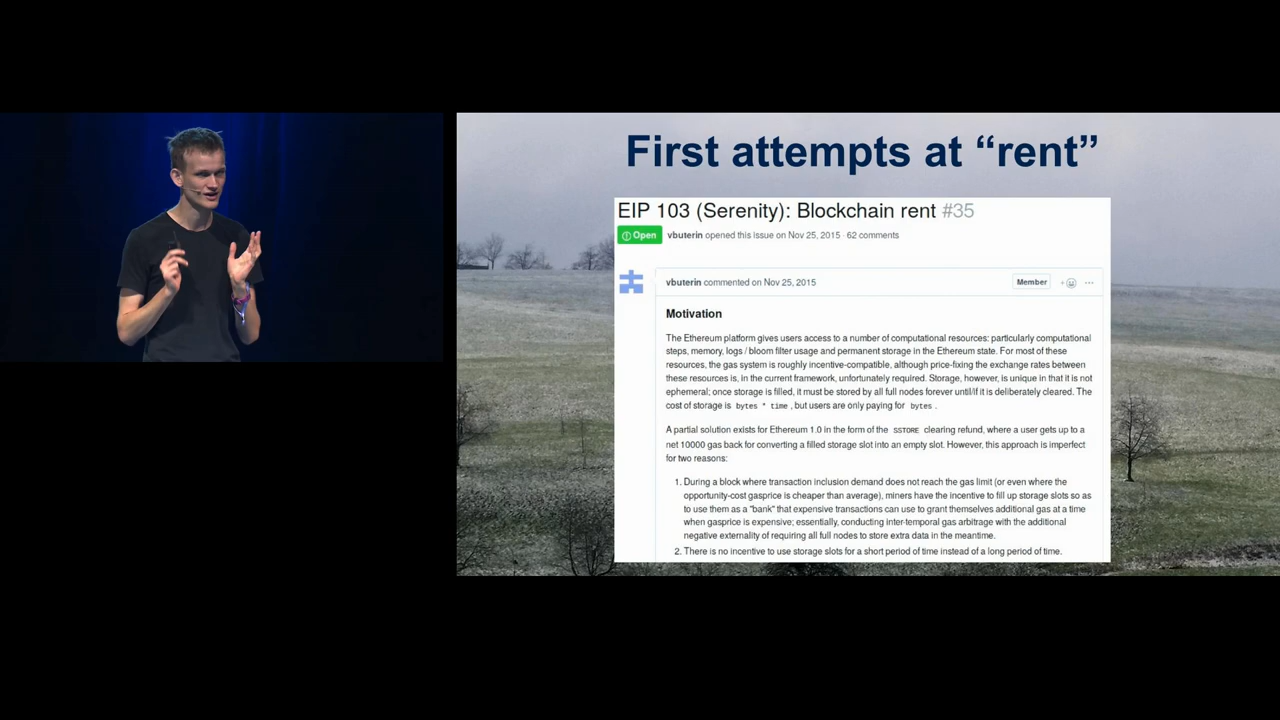 First attempts at “rent”
EIP 103 (Serenity): Blockchain rent #35
Open vbuterin opened this issue on Nov 25, 2015 · 62 comments
vbuterin commented on Nov 25, 2015 Member
Motivation
The Ethereum platform gives users access to a number of computational resources: particularly computational
steps, memory, logs / bloom filter usage and permanent storage in the Ethereum state. For most of these
resources, the gas system is roughly incentive-compatible, although price-fixing the exchange rates between
these resources is, in the current framework, unfortunately required. Storage, however, is unique in that it is not
ephemeral; once storage is filled, it must be stored by all full nodes forever until/if it is deliberately cleared. The
cost of storage is bytes * time , but users are only paying for bytes .
A partial solution exists for Ethereum 1.0 in the form of the SSTORE clearing refund, where a user gets up to a
net 10000 gas back for converting a filled storage slot into an empty slot. However, this approach is imperfect
for two reasons:
1. During a block where transaction inclusion demand does not reach the gas limit (or even where the
opportunity-cost gasprice is cheaper than average), miners have the incentive to fill up storage slots so as
to use them as a "bank" that expensive transactions can use to grant themselves additional gas at a time
when gasprice is expensive; essentially, conducting inter-temporal gas arbitrage with the additional
negative externality of requiring all full nodes to store extra data in the meantime.
2. There is no incentive to use storage slots for a short period of time instead of a long period of time.